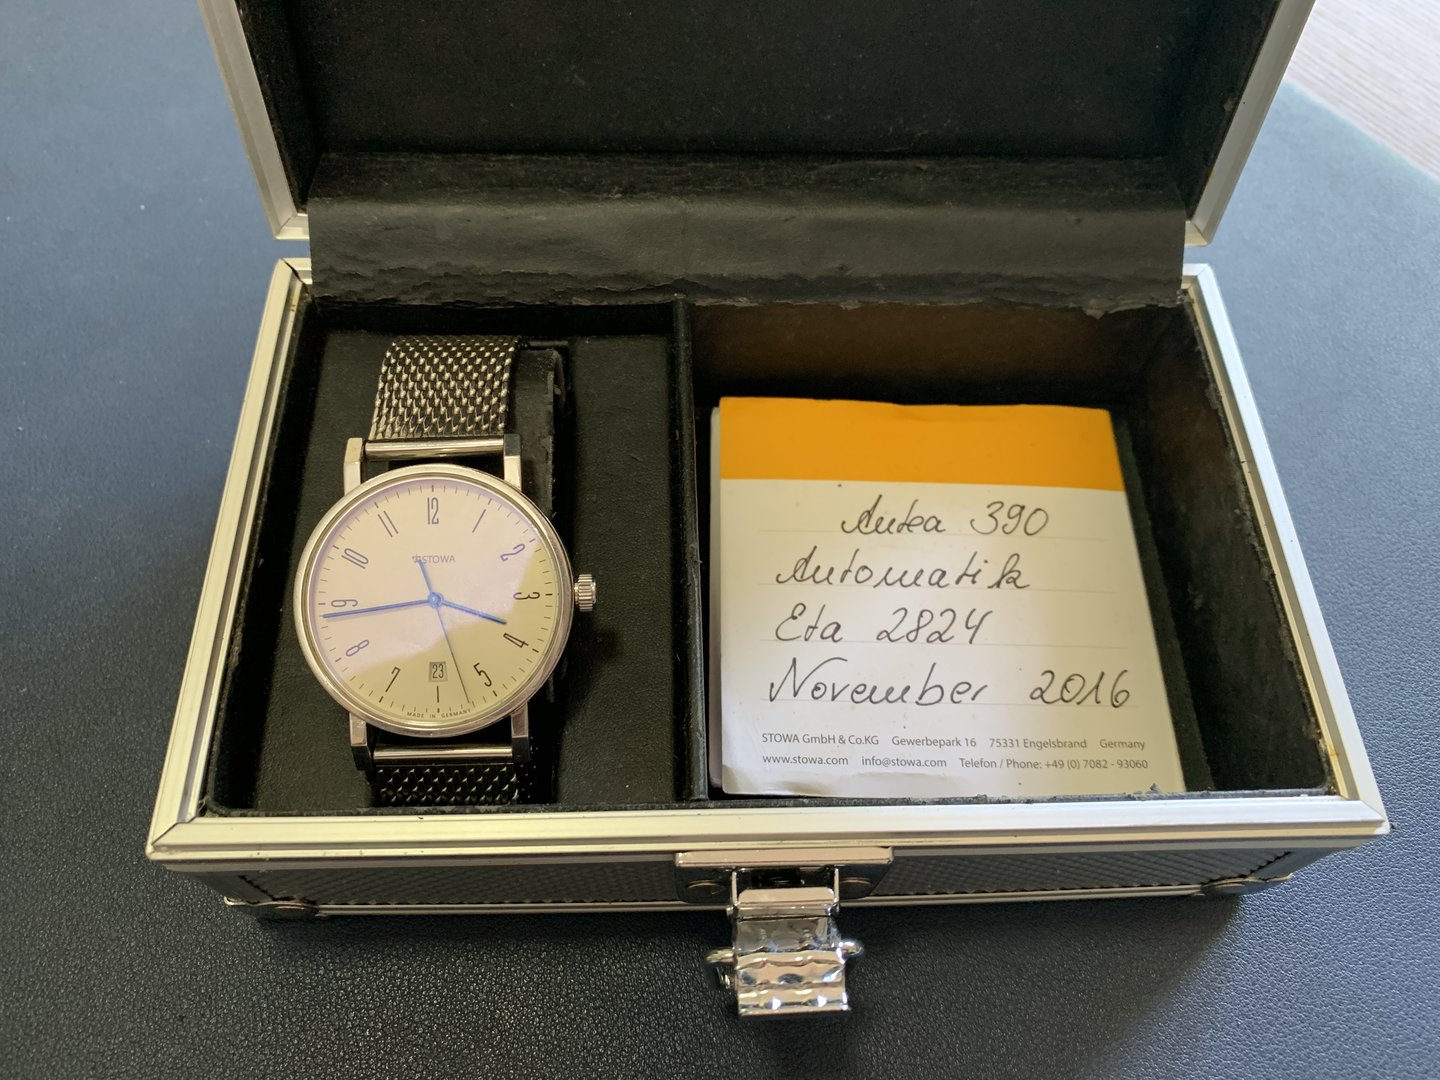 12
1
2
3
4
5
7
8
9
10
11
STOWA
23
MADE IN GERMANY
Antea 390
Automatik
Eta 2824
November 2016
STOWA GmbH & Co.KG Gewerbepark 16 75331 Engelsbrand Germany
www.stowa.com info@stowa.com Telefon / Phone: +49 (0) 7082 - 93060